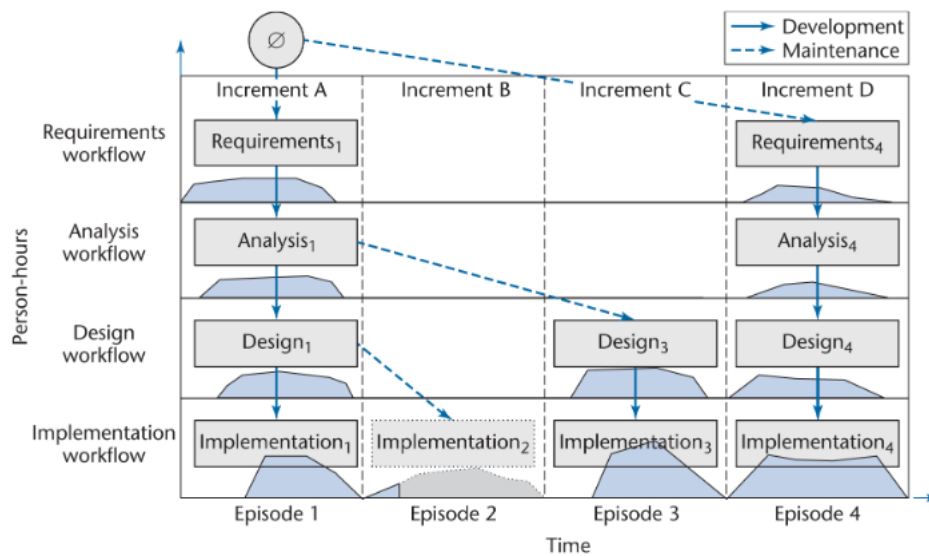 ∅
Development
Maintenance
Increment A
Increment B
Increment C
Increment D
Person-hours
Requirements
workflow
Requirements₁
Requirements₄
Analysis
workflow
Analysis₁
Analysis₄
Design
workflow
Design₁
Design₃
Design₄
Implementation
workflow
Implementation₁
Implementation₂
Implementation₃
Implementation₄
Episode 1
Episode 2
Episode 3
Episode 4
Time